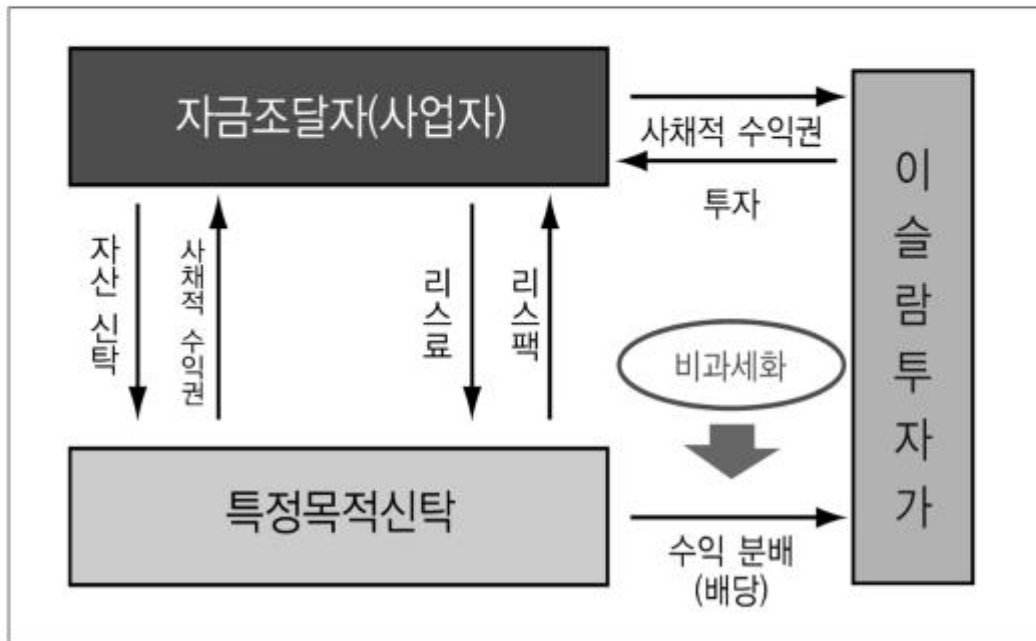 자금조달자(사업자)
사채적 수익권
투자
이슬람투자가
자산 신탁
사채적 수익권
리스료
리스팩
비과세화
특정목적신탁
수익 분배
(배당)